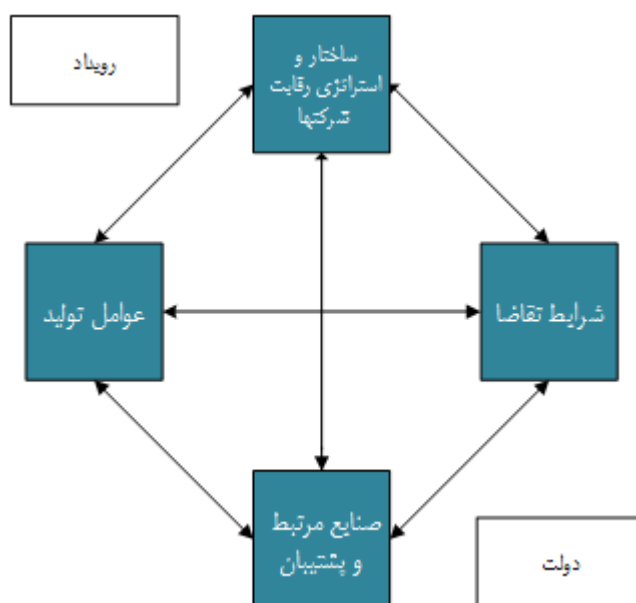 رویداد
ساختار و
استراتژی رقابت
شرکتها
عوامل تولید
شرایط تقاضا
صنایع مرتبط
و پشتیبان
دولت